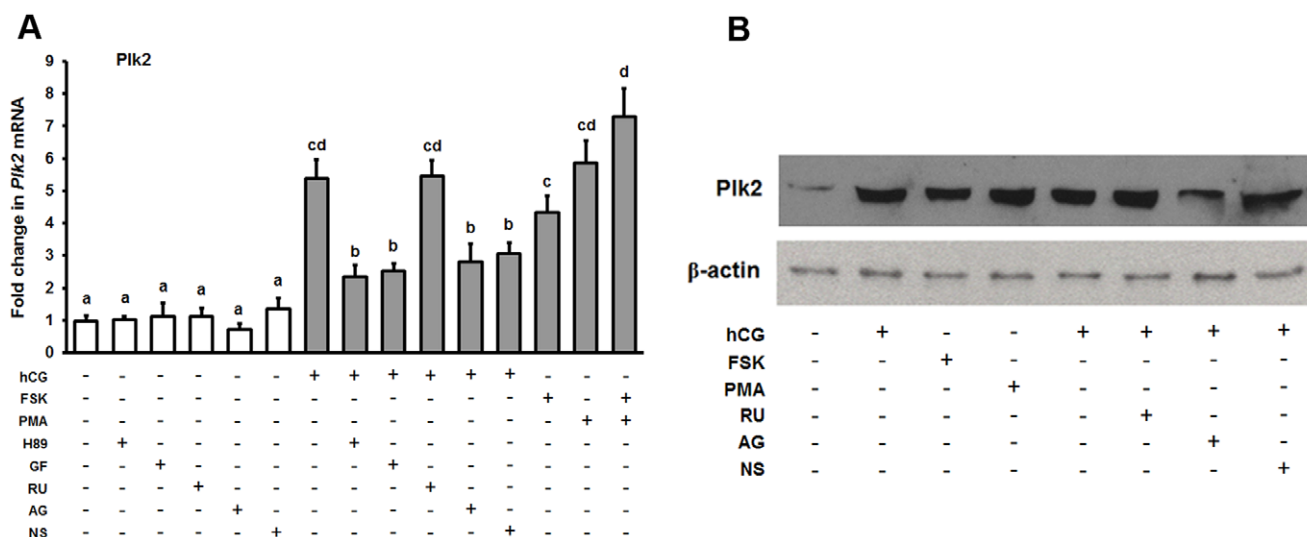 A
B
Plk2
Fold change in Plk2 mRNA
9
8
7
6
5
4
3
2
1
0
a a a a a a cd b b cd b b c cd d
hCG - - - - - - + + + + + + - - -
FSK - - - - - - - - - - - - + - +
PMA - - - - - - - - - - - - - + +
H89 - + - - - - - + - - - - - - -
GF - - + - - - - - + - - - - - -
RU - - - + - - - - - + - - - - -
AG - - - - + - - - - - + - - - -
NS - - - - - + - - - - - + - - -
Plk2
β-actin
hCG - + - - + + + +
FSK - - + - - - - -
PMA - - - + - - - -
RU - - - - - + - -
AG - - - - - - + -
NS - - - - - - - +